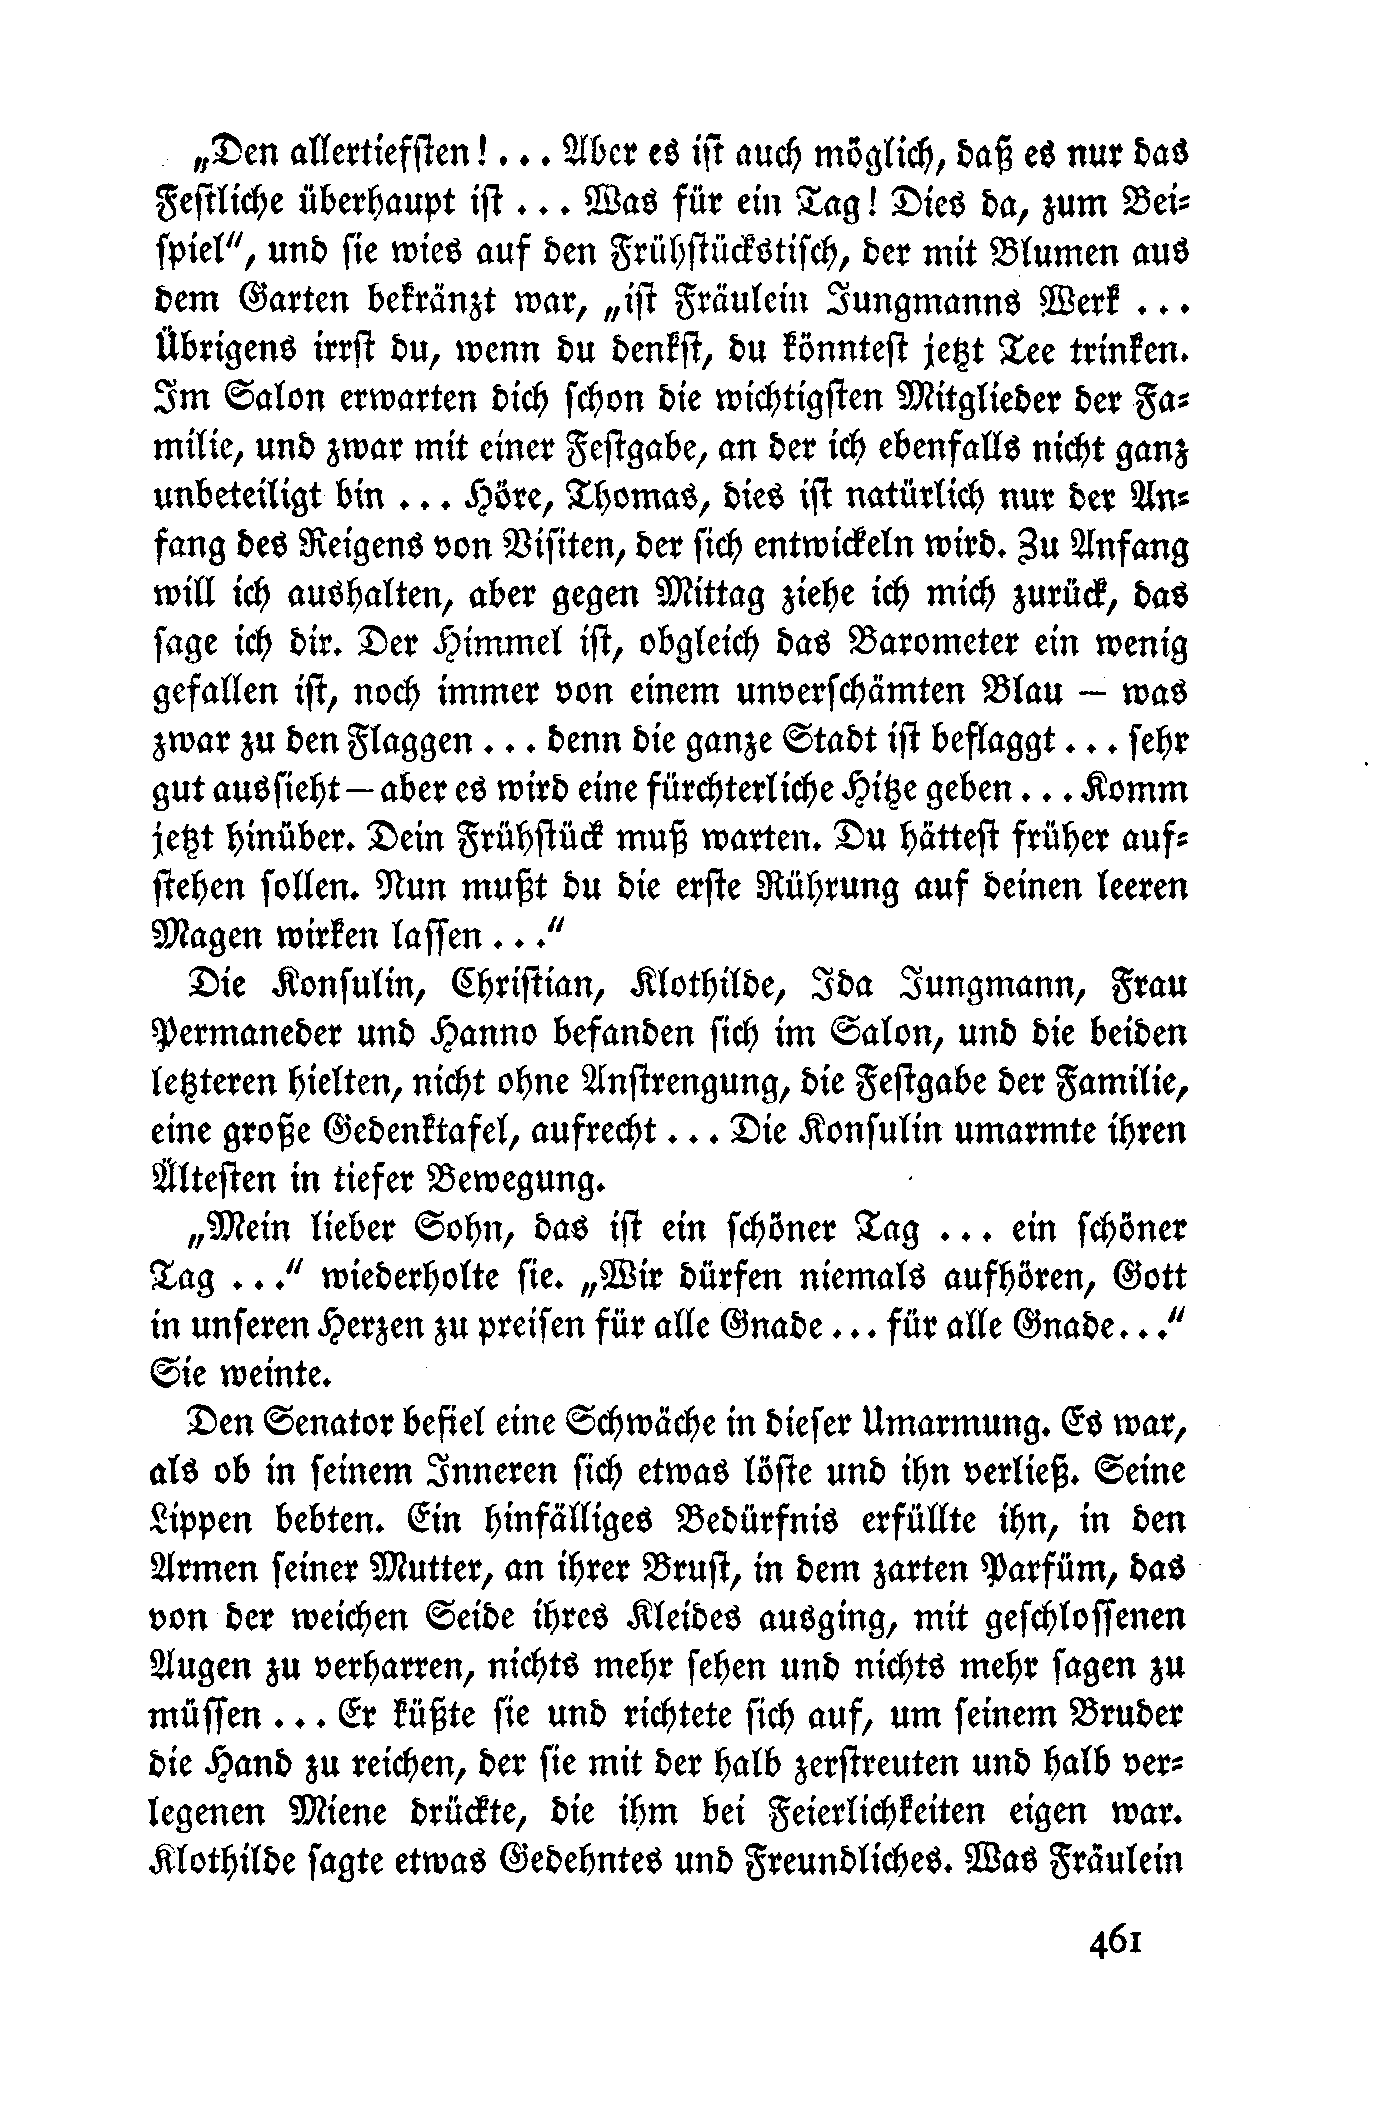 „Den allertiefsten! . . . Aber es ist auch möglich, daß es nur das
Festliche überhaupt ist . . . Was für ein Tag! Dies da, zum Bei-
spiel“, und sie wies auf den Frühstückstisch, der mit Blumen aus
dem Garten bekränzt war, „ist Fräulein Jungmanns Werk . . .
Übrigens irrst du, wenn du denkst, du könntest jetzt Tee trinken.
Im Salon erwarten dich schon die wichtigsten Mitglieder der Fa-
milie, und zwar mit einer Festgabe, an der ich ebenfalls nicht ganz
unbeteiligt bin . . . Höre, Thomas, dies ist natürlich nur der An-
fang des Reigens von Visiten, der sich entwickeln wird. Zu Anfang
will ich aushalten, aber gegen Mittag ziehe ich mich zurück, das
sage ich dir. Der Himmel ist, obgleich das Barometer ein wenig
gefallen ist, noch immer von einem unverschämten Blau — was
zwar zu den Flaggen . . . denn die ganze Stadt ist beflaggt . . . sehr
gut aussieht — aber es wird eine fürchterliche Hitze geben . . . Komm
jetzt hinüber. Dein Frühstück muß warten. Du hättest früher auf-
stehen sollen. Nun mußt du die erste Rührung auf deinen leeren
Magen wirken lassen . . .“
Die Konsulin, Christian, Klothilde, Ida Jungmann, Frau
Permaneder und Hanno befanden sich im Salon, und die beiden
letzteren hielten, nicht ohne Anstrengung, die Festgabe der Familie,
eine große Gedenktafel, aufrecht . . . Die Konsulin umarmte ihren
Ältesten in tiefer Bewegung.
„Mein lieber Sohn, das ist ein schöner Tag . . . ein schöner
Tag . . .“ wiederholte sie. „Wir dürfen niemals aufhören, Gott
in unseren Herzen zu preisen für alle Gnade . . . für alle Gnade. . .“
Sie weinte.
Den Senator befiel eine Schwäche in dieser Umarmung. Es war,
als ob in seinem Inneren sich etwas löste und ihn verließ. Seine
Lippen bebten. Ein hinfälliges Bedürfnis erfüllte ihn, in den
Armen seiner Mutter, an ihrer Brust, in dem zarten Parfüm, das
von der weichen Seide ihres Kleides ausging, mit geschlossenen
Augen zu verharren, nichts mehr sehen und nichts mehr sagen zu
müssen . . . Er küßte sie und richtete sich auf, um seinem Bruder
die Hand zu reichen, der sie mit der halb zerstreuten und halb ver-
legenen Miene drückte, die ihm bei Feierlichkeiten eigen war.
Klothilde sagte etwas Gedehntes und Freundliches. Was Fräulein
461